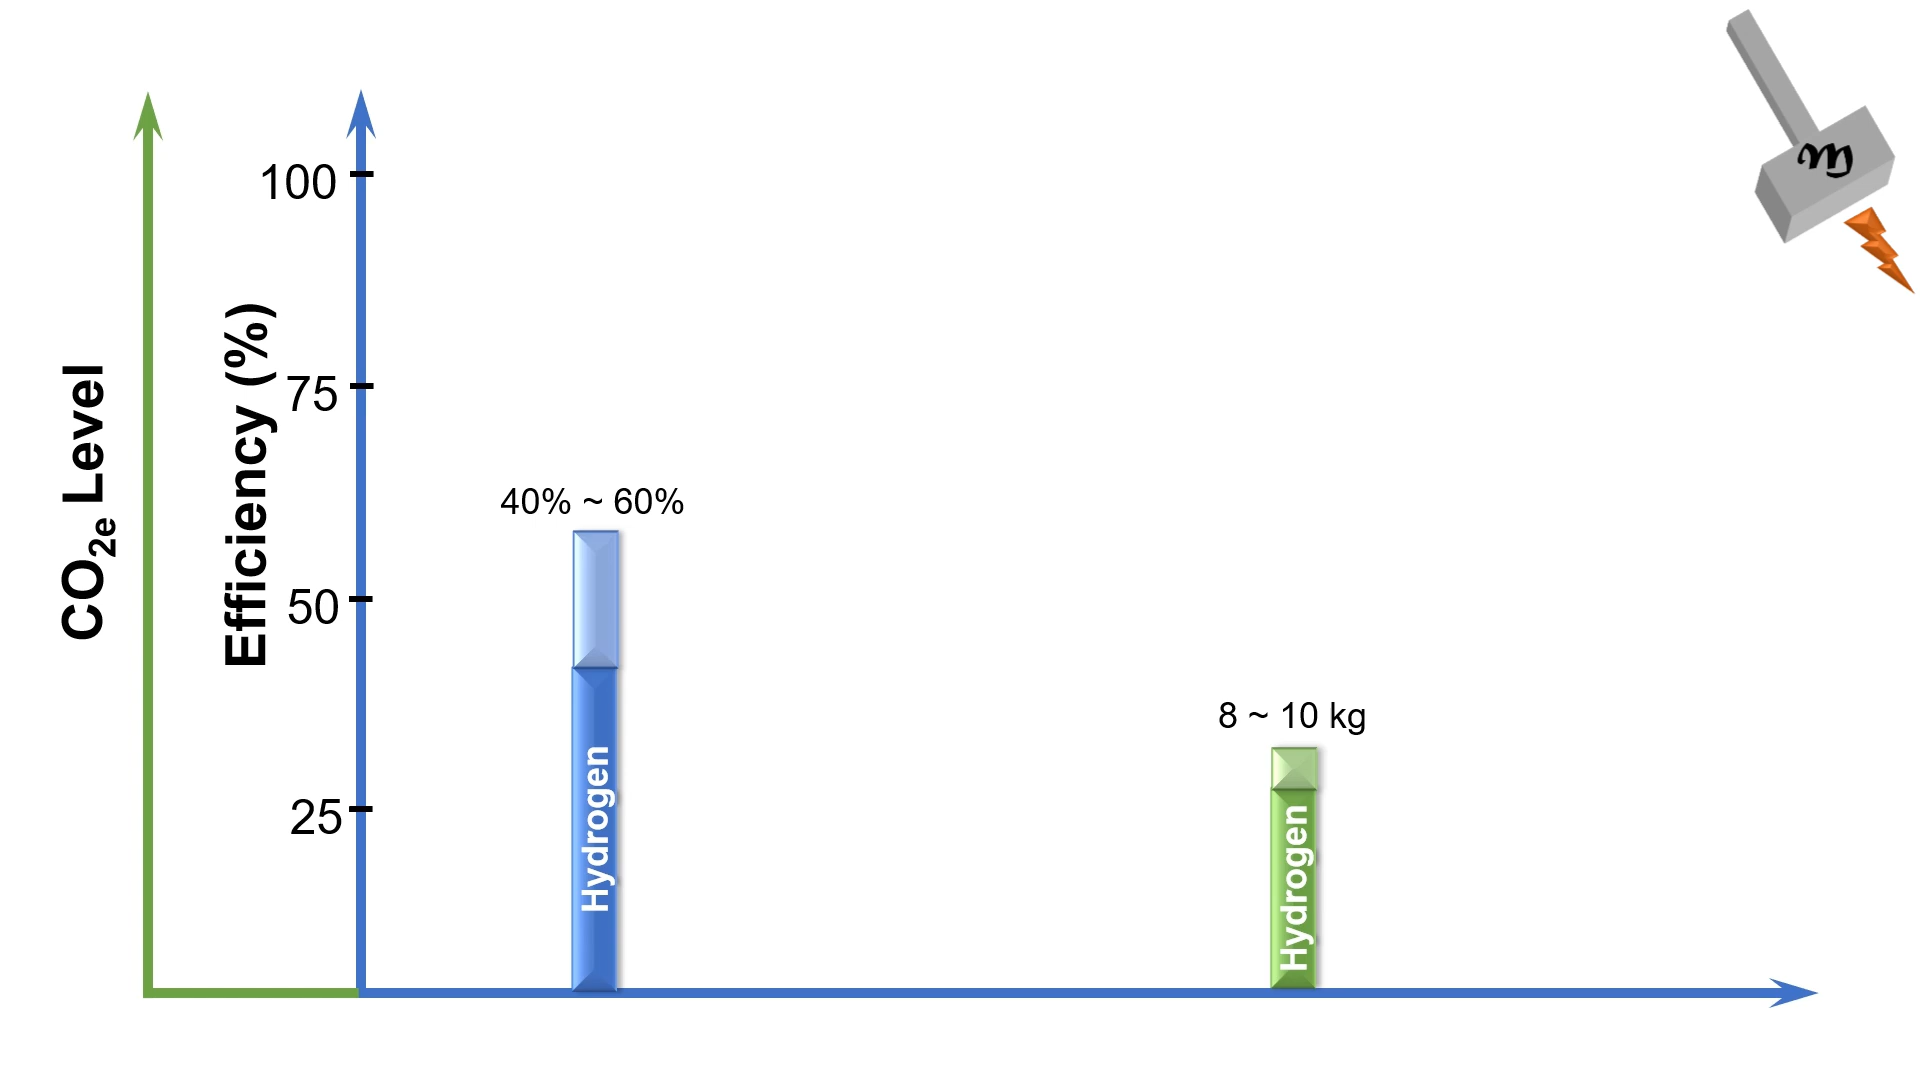 CO2e Level
Efficiency (%)
100
75
50
25
40% ~ 60%
Hydrogen
8 ~ 10 kg
Hydrogen